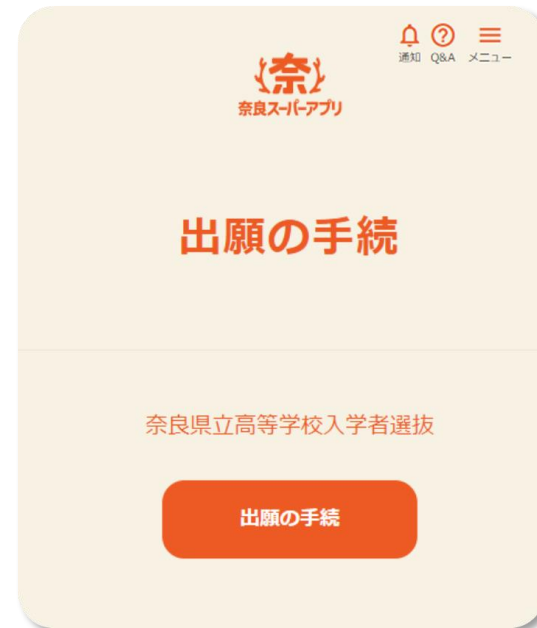 通知 Q&A メニュー
奈
奈良スーパーアプリ
出願の手続
奈良県立高等学校入学者選抜
出願の手続